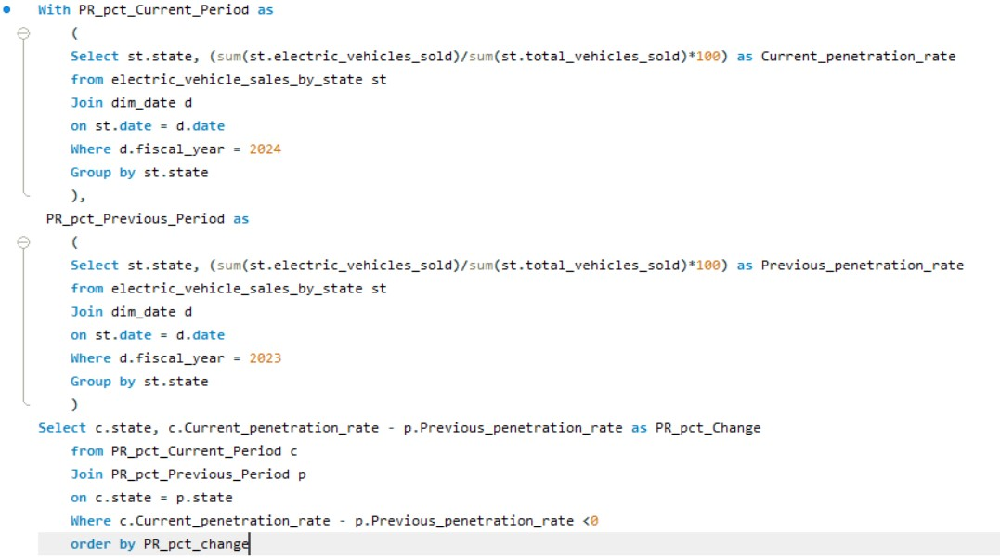 With PR_pct_Current_Period as
(
Select st.state, (sum(st.electric_vehicles_sold)/sum(st.total_vehicles_sold)*100) as Current_penetration_rate
from electric_vehicle_sales_by_state st
Join dim_date d
on st.date = d.date
Where d.fiscal_year = 2024
Group by st.state
),
PR_pct_Previous_Period as
(
Select st.state, (sum(st.electric_vehicles_sold)/sum(st.total_vehicles_sold)*100) as Previous_penetration_rate
from electric_vehicle_sales_by_state st
Join dim_date d
on st.date = d.date
Where d.fiscal_year = 2023
Group by st.state
)
Select c.state, c.Current_penetration_rate - p.Previous_penetration_rate as PR_pct_Change
from PR_pct_Current_Period c
Join PR_pct_Previous_Period p
on c.state = p.state
Where c.Current_penetration_rate - p.Previous_penetration_rate <0
order by PR_pct_change